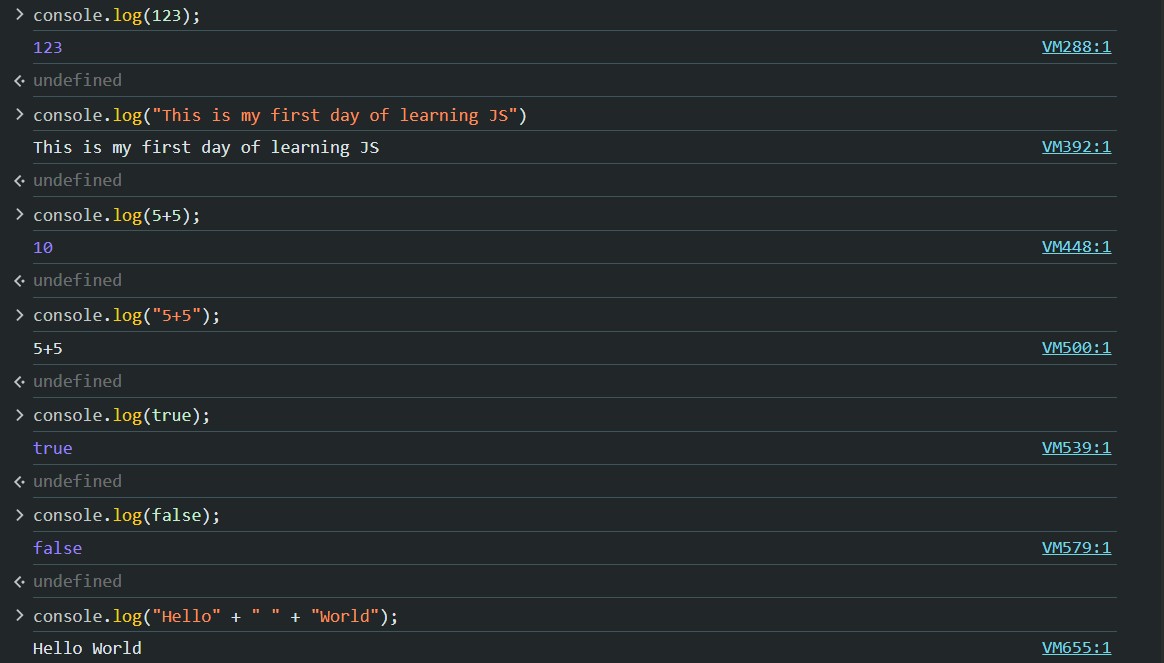 > console.log(123);
123 VM288:1
<· undefined
> console.log("This is my first day of learning JS")
This is my first day of learning JS VM392:1
<· undefined
> console.log(5+5);
10 VM448:1
<· undefined
> console.log("5+5");
5+5 VM500:1
<· undefined
> console.log(true);
true VM539:1
<· undefined
> console.log(false);
false VM579:1
<· undefined
> console.log("Hello" + " " + "World");
Hello World VM655:1